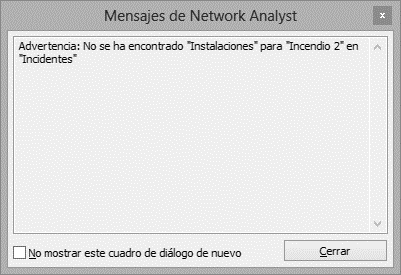 Mensajes de Network Analyst
x
Advertencia: No se ha encontrado "Instalaciones" para "Incendio 2" en
"Incidentes"
No mostrar este cuadro de diálogo de nuevo
Cerrar